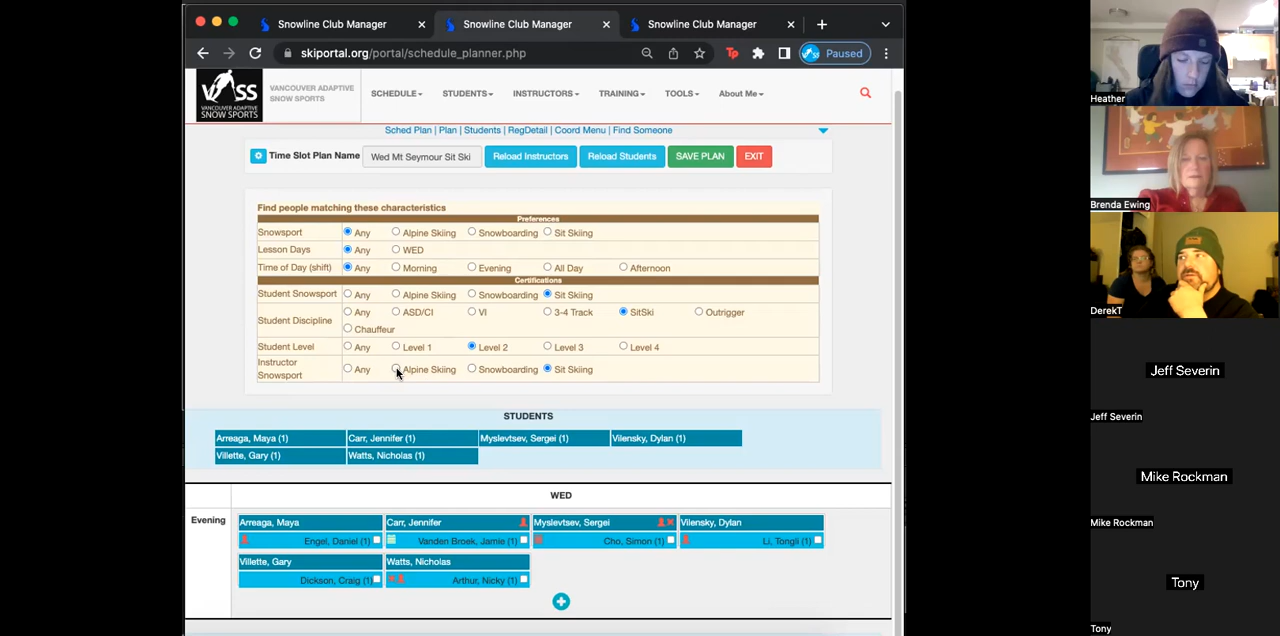 Snowline Club Manager
Snowline Club Manager
Snowline Club Manager
skiportal.org/portal/schedule_planner.php
Tp
Paused
VASS
VANCOUVER ADAPTIVE
SNOW SPORTS
VANCOUVER ADAPTIVE
SNOW SPORTS
SCHEDULE STUDENTS INSTRUCTORS TRAINING TOOLS About Me
Sched Plan | Plan | Students | RegDetail | Coord Menu | Find Someone
Time Slot Plan Name Wed Mt Seymour Sit Ski Reload Instructors Reload Students SAVE PLAN EXIT
Find people matching these characteristics
Preferences
Snowsport Any Alpine Skiing Snowboarding Sit Skiing
Lesson Days Any WED
Time of Day (shift) Any Morning Evening All Day Afternoon
Certifications
Student Snowsport Any Alpine Skiing Snowboarding Sit Skiing
Student Discipline Any ASD/CI VI 3-4 Track SitSki Outrigger
Chauffeur
Student Level Any Level 1 Level 2 Level 3 Level 4
Instructor Snowsport Any Alpine Skiing Snowboarding Sit Skiing
STUDENTS
Arreaga, Maya (1) Carr, Jennifer (1) Myslevtsev, Sergei (1) Vilensky, Dylan (1)
Villette, Gary (1) Watts, Nicholas (1)
WED
Evening
Arreaga, Maya Carr, Jennifer Myslevtsev, Sergei Vilensky, Dylan
Engel, Daniel (1) Vanden Broek, Jamie (1) Cho, Simon (1) Li, Tongli (1)
Villette, Gary Watts, Nicholas
Dickson, Craig (1) Arthur, Nicky (1)
Heather
Brenda Ewing
DerekT
Jeff Severin
Jeff Severin
Mike Rockman
Mike Rockman
Tony
Tony